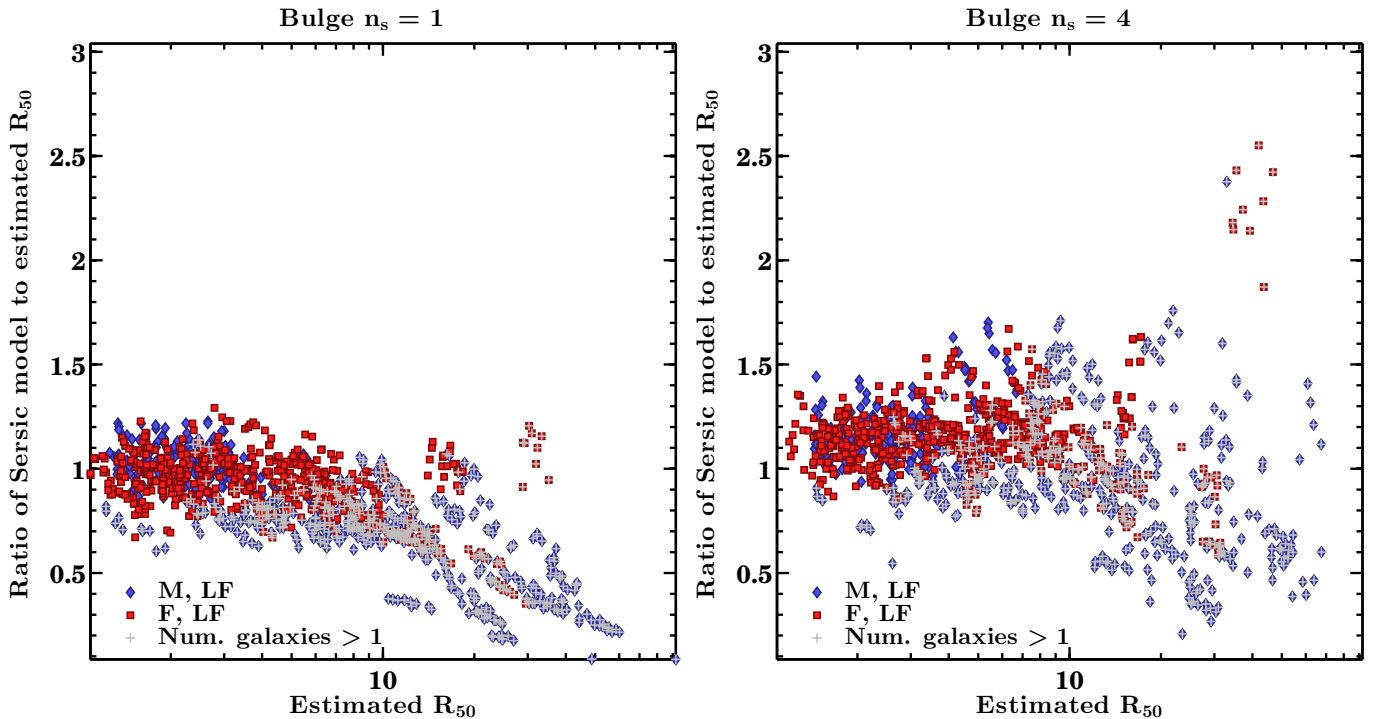 Bulge n_s = 1
Ratio of Sersic model to estimated R_50
3
2.5
2
1.5
1
0.5
M, LF
F, LF
Num. galaxies > 1
10
Estimated R_50
Bulge n_s = 4
Ratio of Sersic model to estimated R_50
3
2.5
2
1.5
1
0.5
M, LF
F, LF
Num. galaxies > 1
10
Estimated R_50